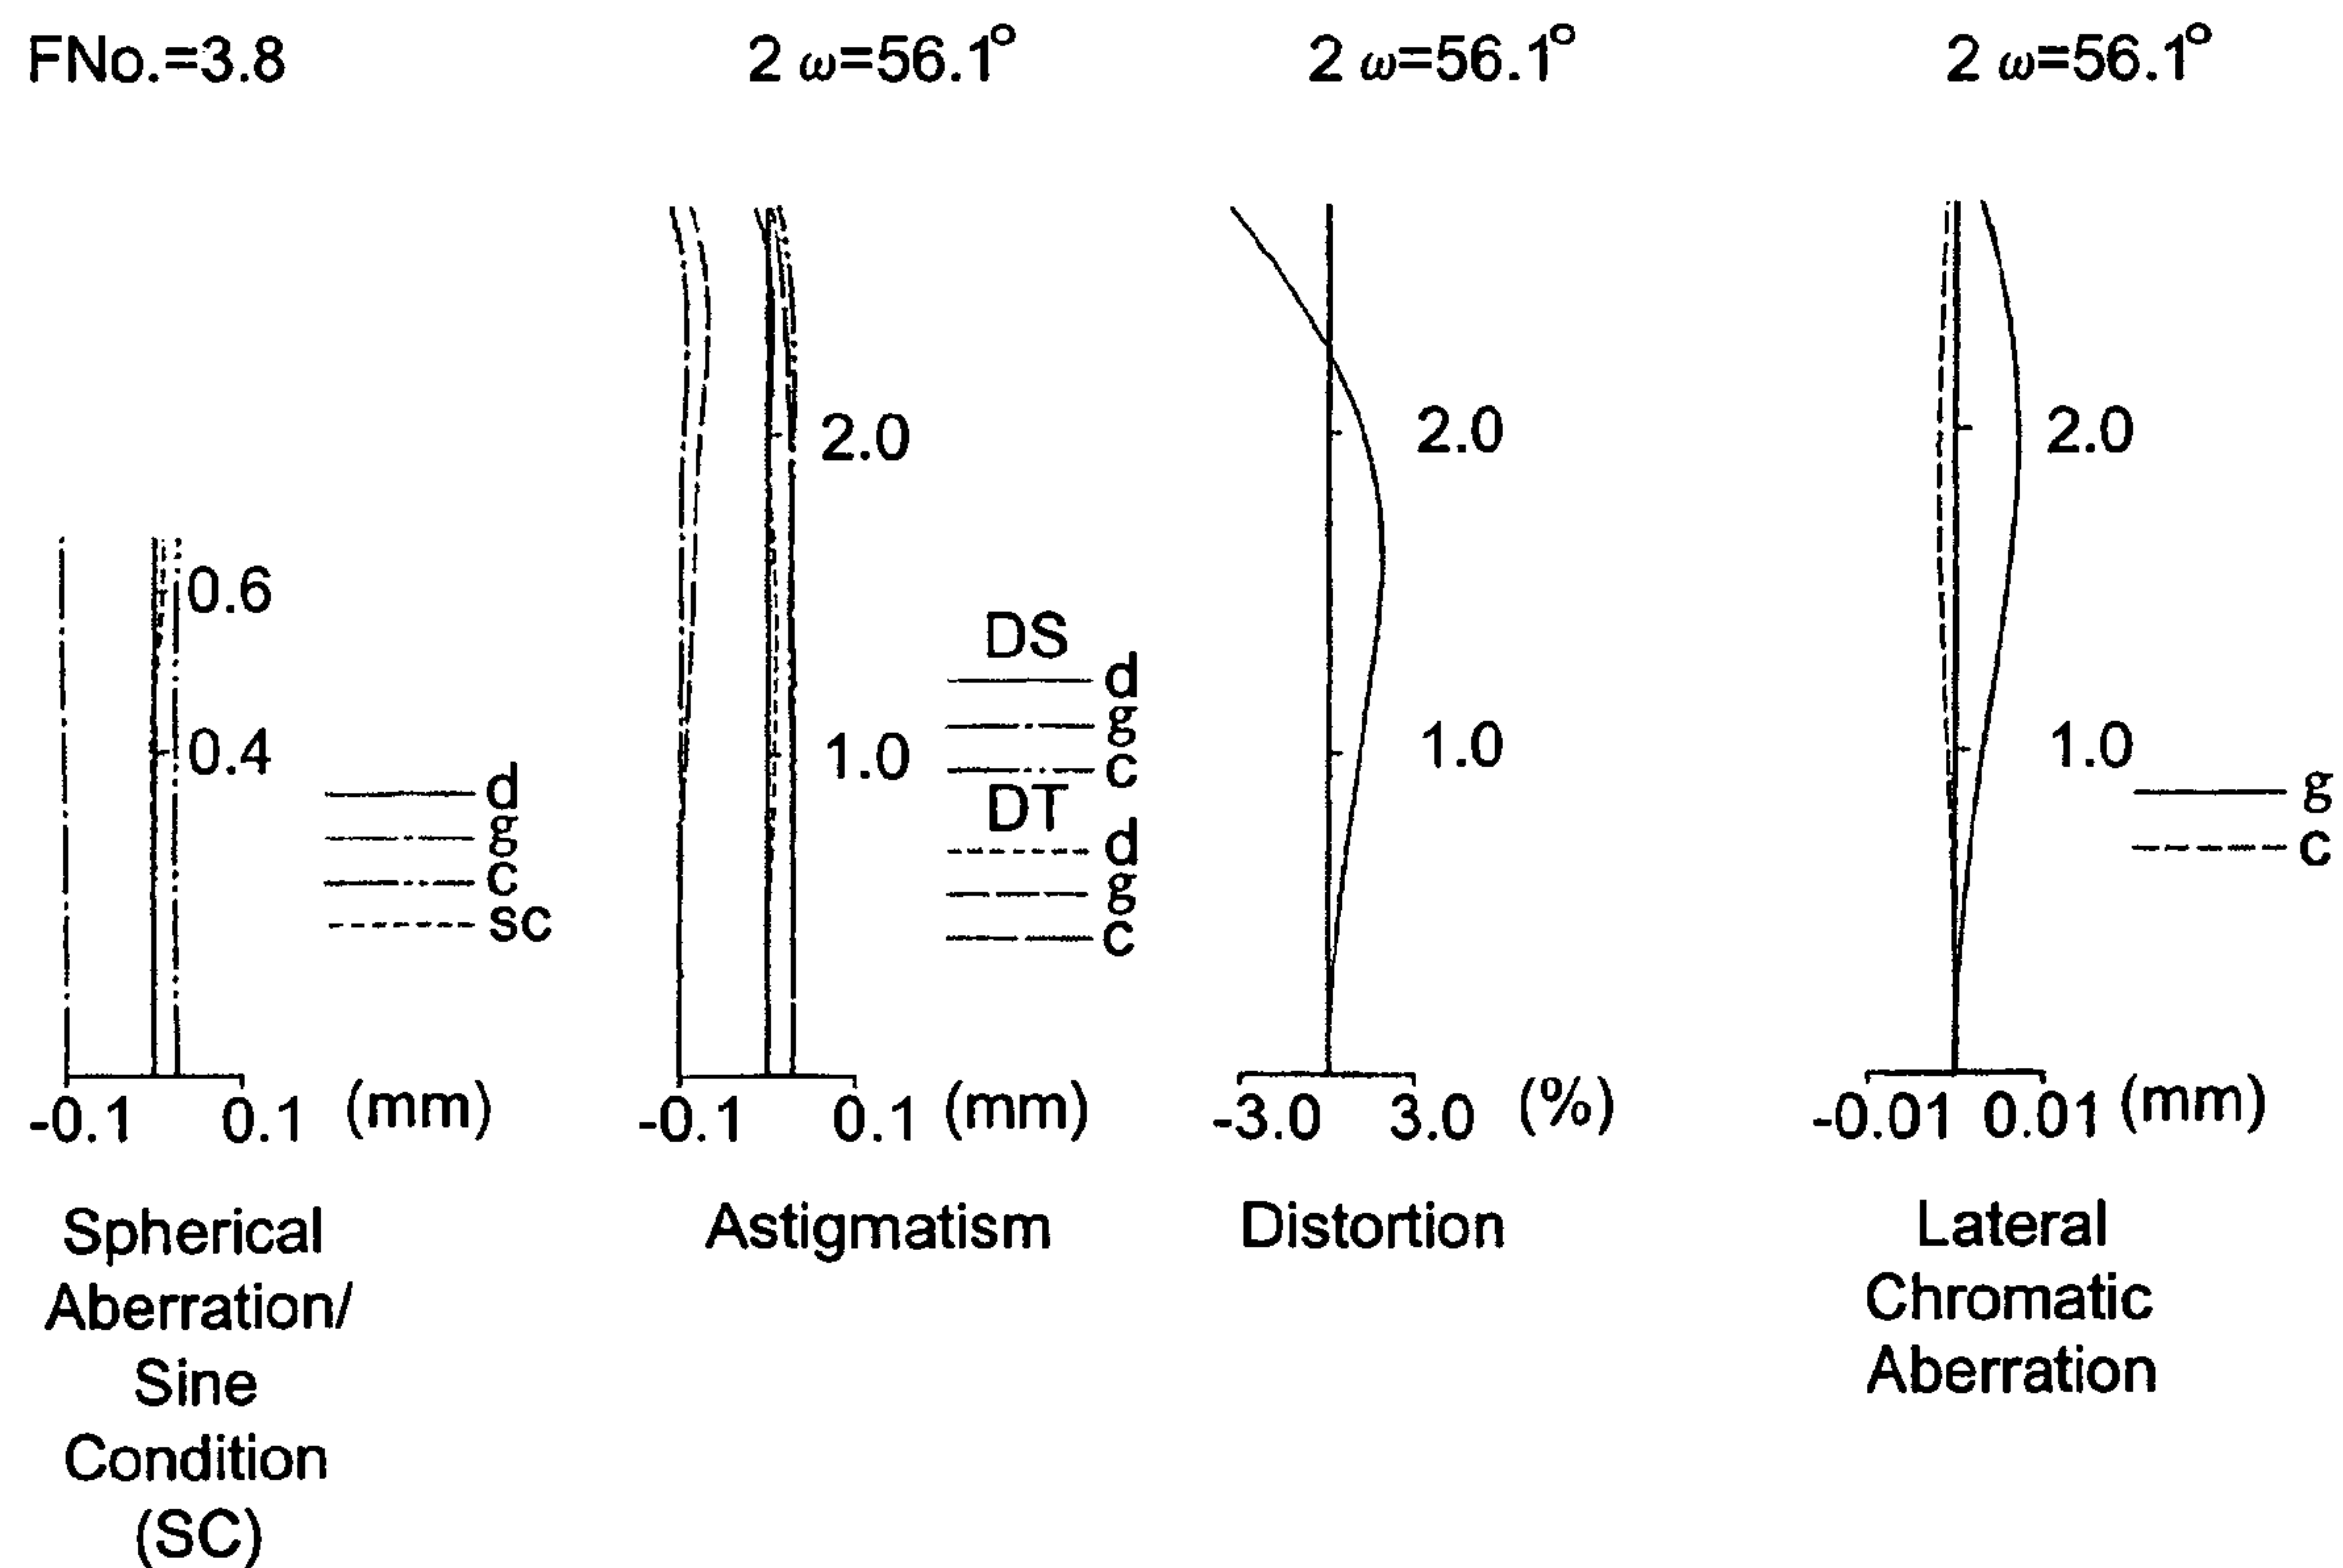 FNo.=3.8
0.6
0.4
d
g
c
sc
-0.1 0.1 (mm)
Spherical
Aberration/
Sine
Condition
(SC)
2 ω=56.1°
2.0
1.0
DS
d
g
c
DT
d
g
c
-0.1 0.1 (mm)
Astigmatism
2 ω=56.1°
2.0
1.0
-3.0 3.0 (%)
Distortion
2 ω=56.1°
2.0
1.0
g
c
-0.01 0.01 (mm)
Lateral
Chromatic
Aberration